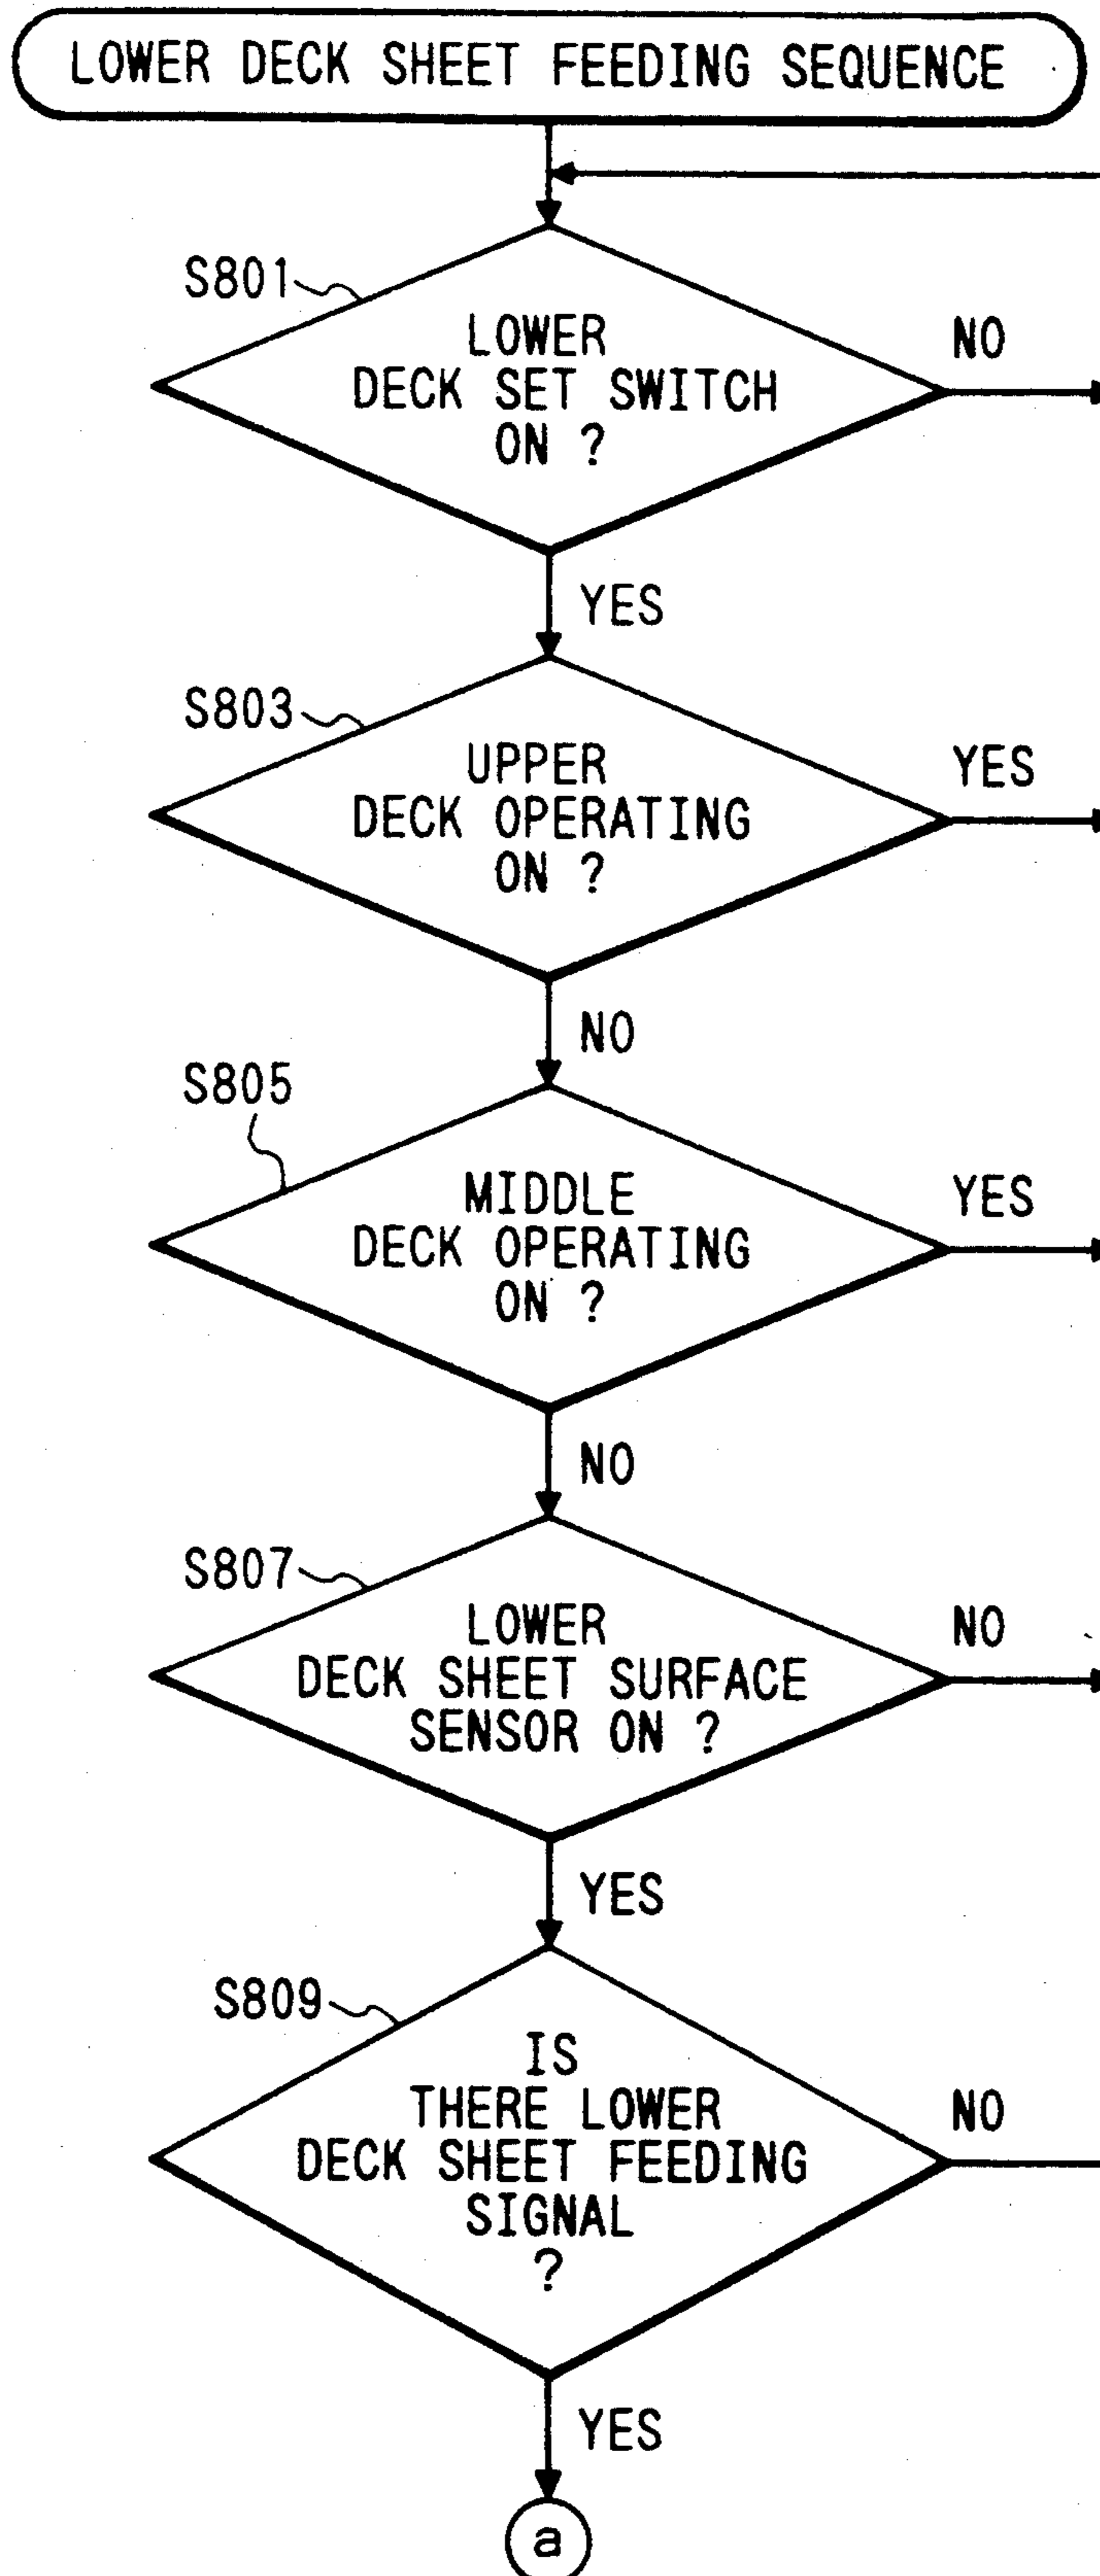 LOWER DECK SHEET FEEDING SEQUENCE
S801
LOWER
DECK SET SWITCH
ON ?
NO
YES
S803
UPPER
DECK OPERATING
ON ?
YES
NO
S805
MIDDLE
DECK OPERATING
ON ?
YES
NO
S807
LOWER
DECK SHEET SURFACE
SENSOR ON ?
NO
YES
S809
IS
THERE LOWER
DECK SHEET FEEDING
SIGNAL
?
NO
YES
a